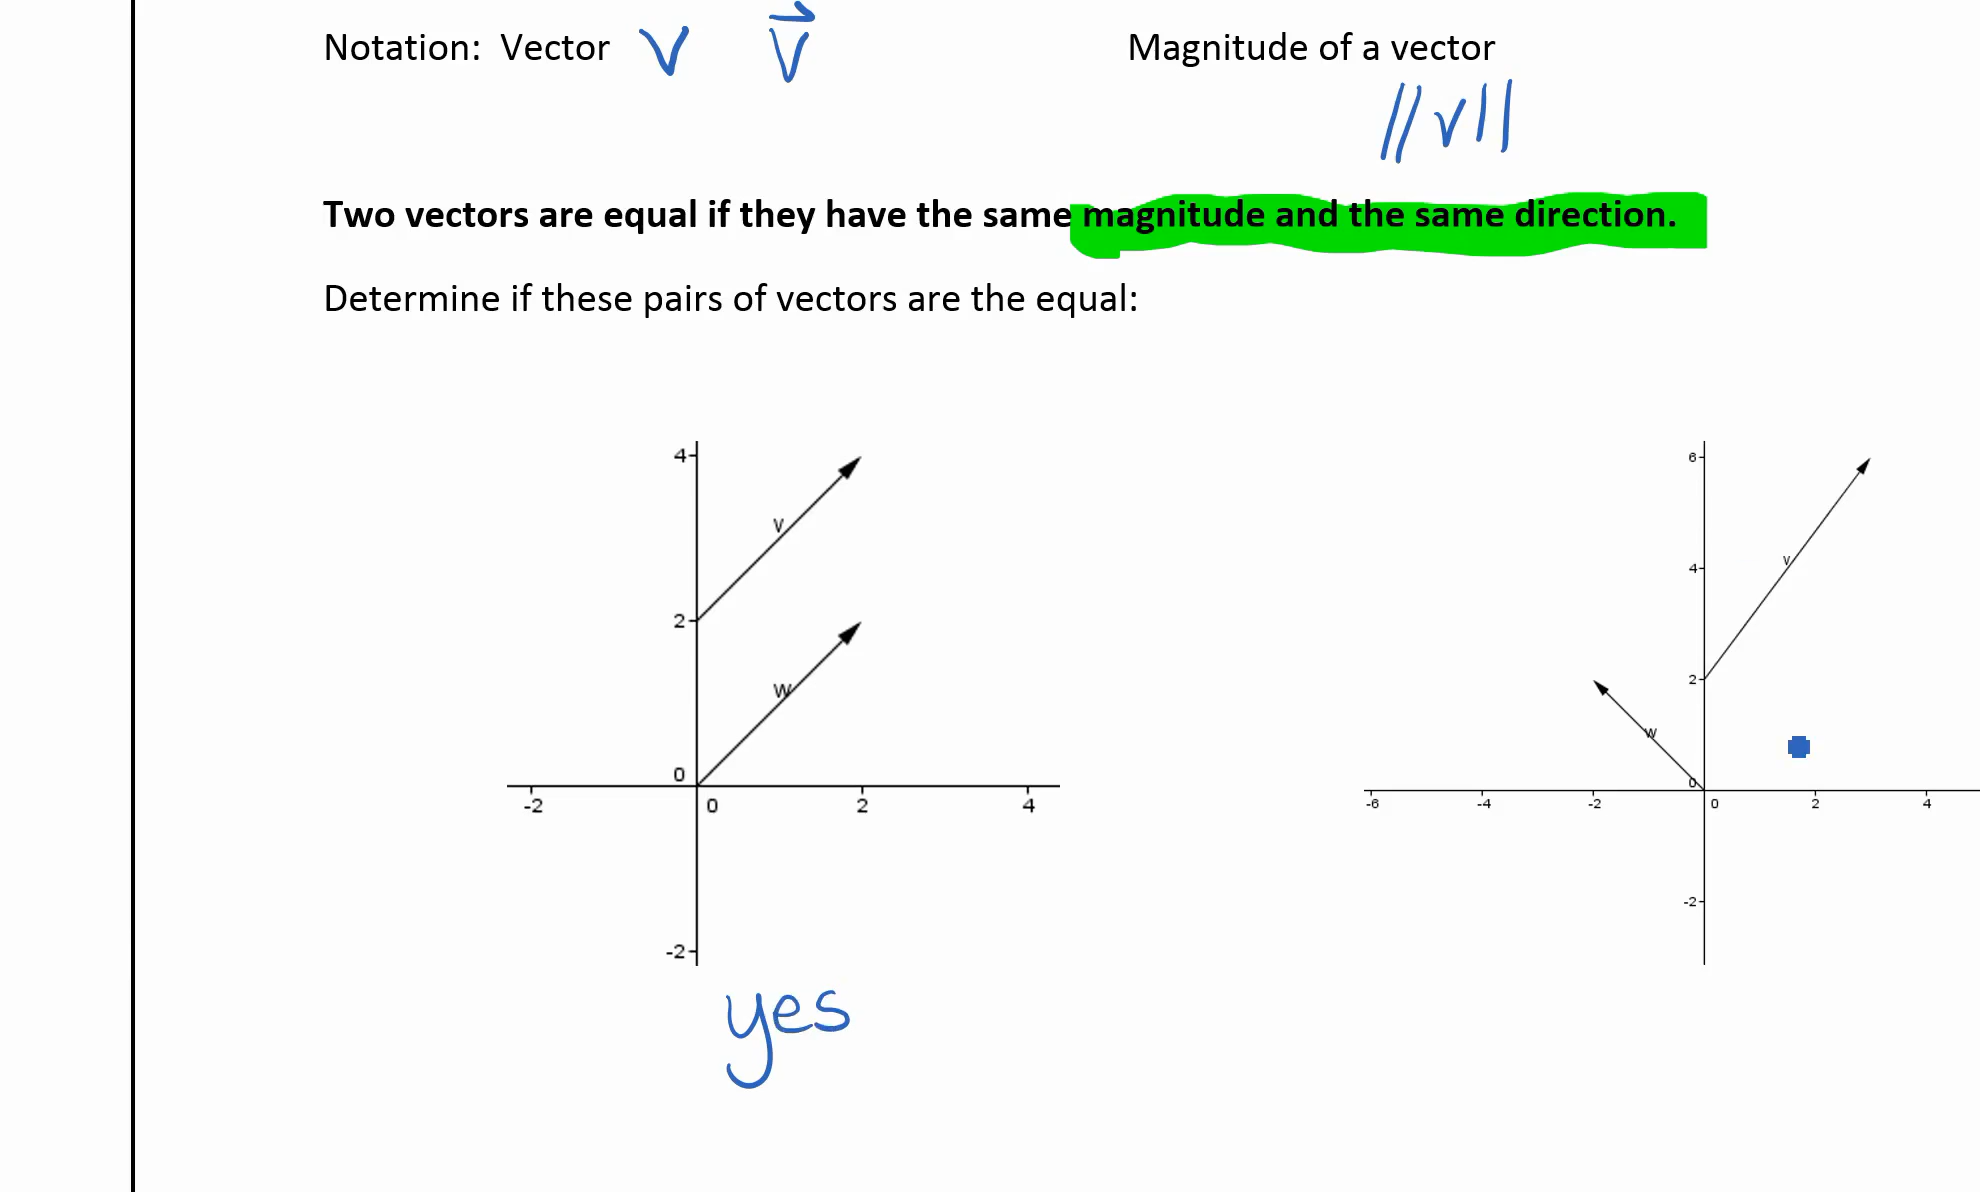 Notation: Vector v v⃗ Magnitude of a vector
||v||
Two vectors are equal if they have the same magnitude and the same direction.
Determine if these pairs of vectors are the equal:
4
v
2
w
0
-2 0 2 4
-2
yes
6
4
v
2
w
0
-6 -4 -2 0 2 4
-2